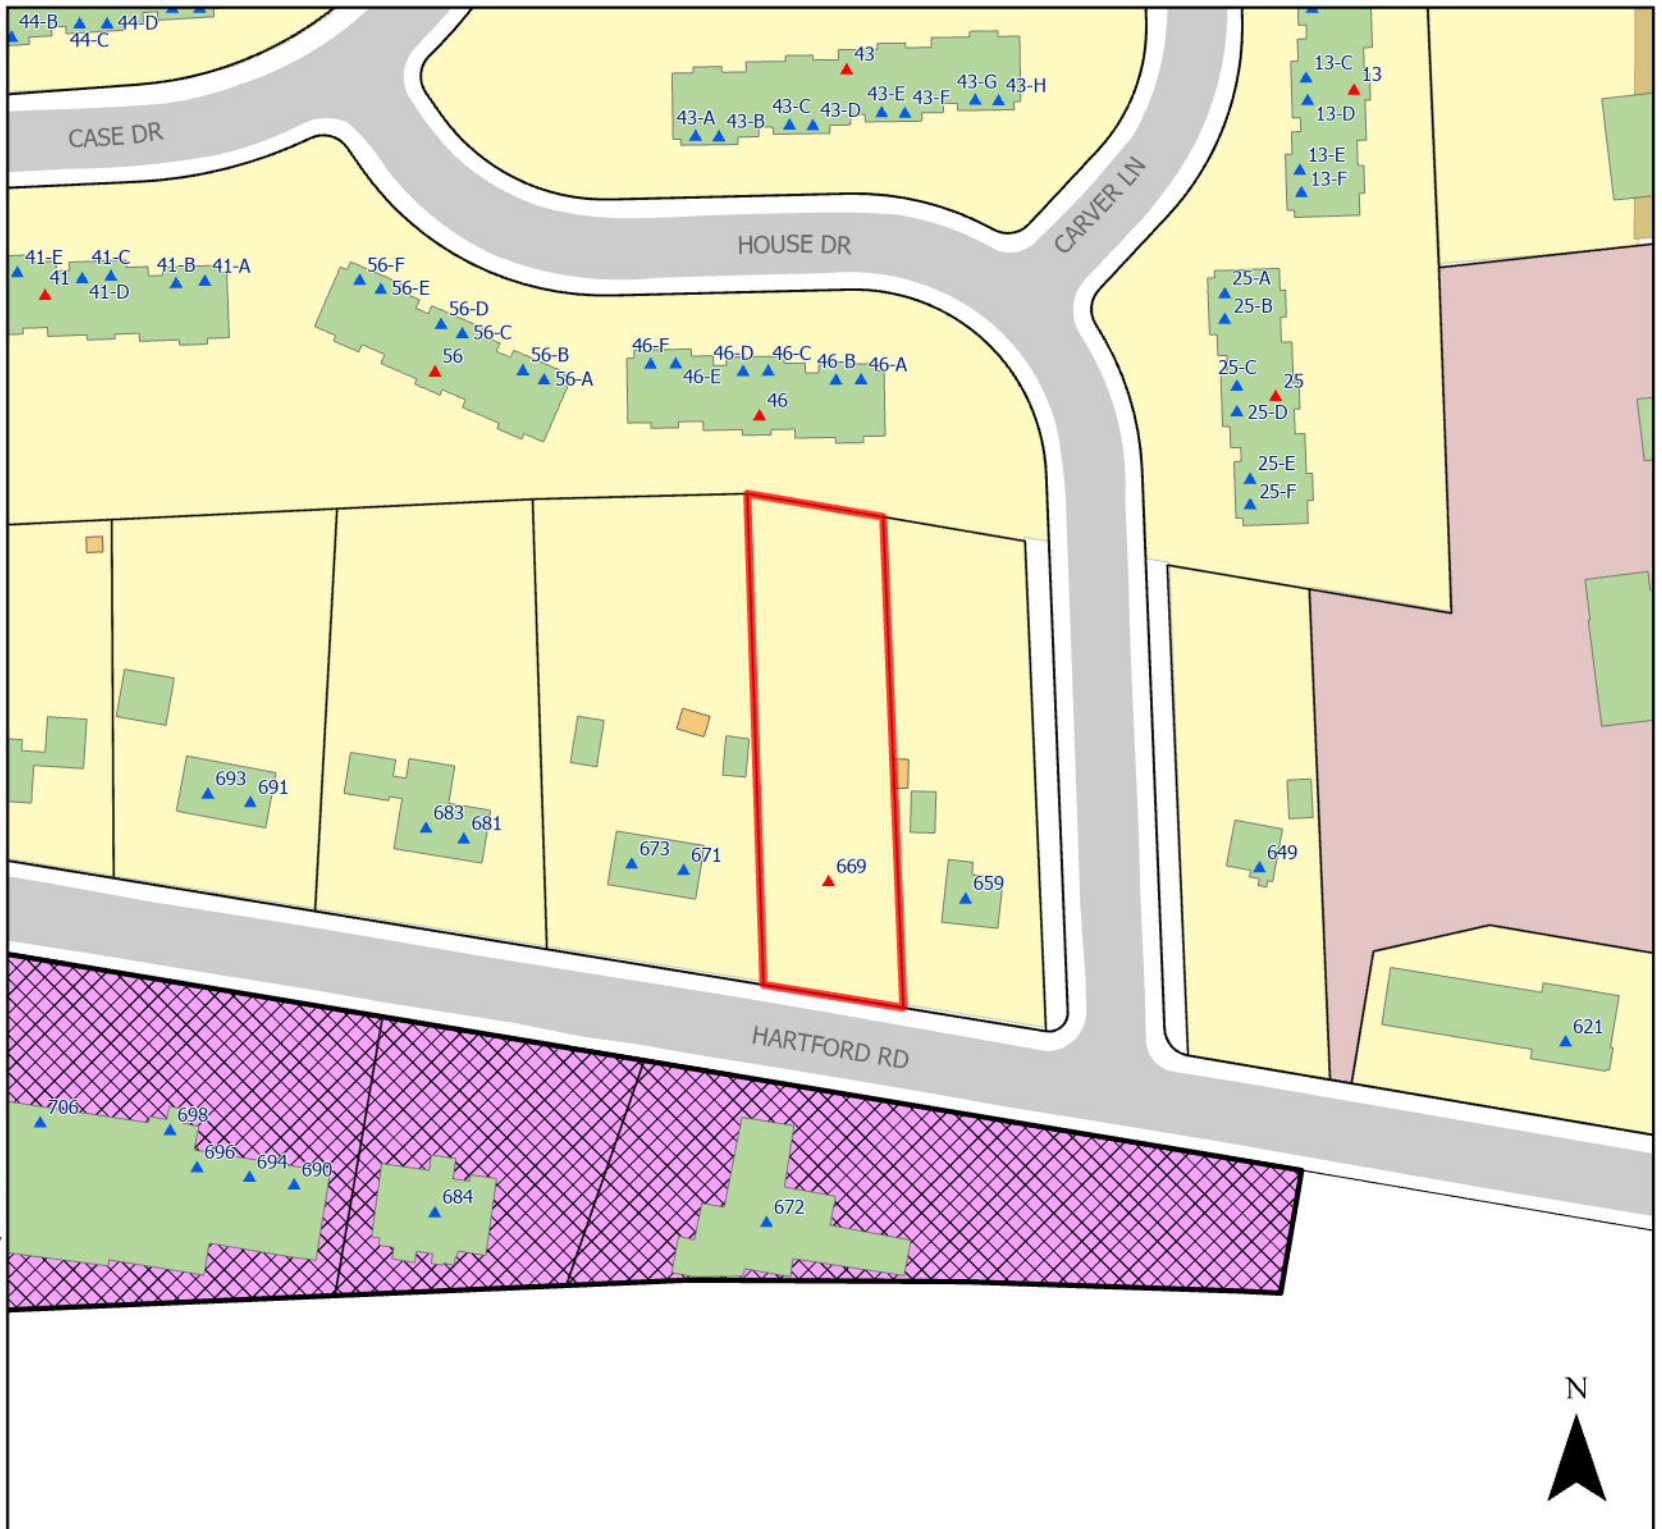 44-B
44-D
44-C
43
13-C
13
43-G
43-H
43-E
43-F
43-C
43-D
13-D
43-A
43-B
CASE DR
13-E
13-F
CARVER LN
HOUSE DR
41-E
41-C
41-B
41-A
56-F
41
41-D
56-E
25-A
25-B
56-D
56-C
46-F
46-D
46-C
56
56-B
46-B
46-A
46-E
56-A
25-C
25
46
25-D
25-E
25-F
693
691
683
681
673
671
669
649
659
HARTFORD RD
621
706
698
696
694
690
684
672
N